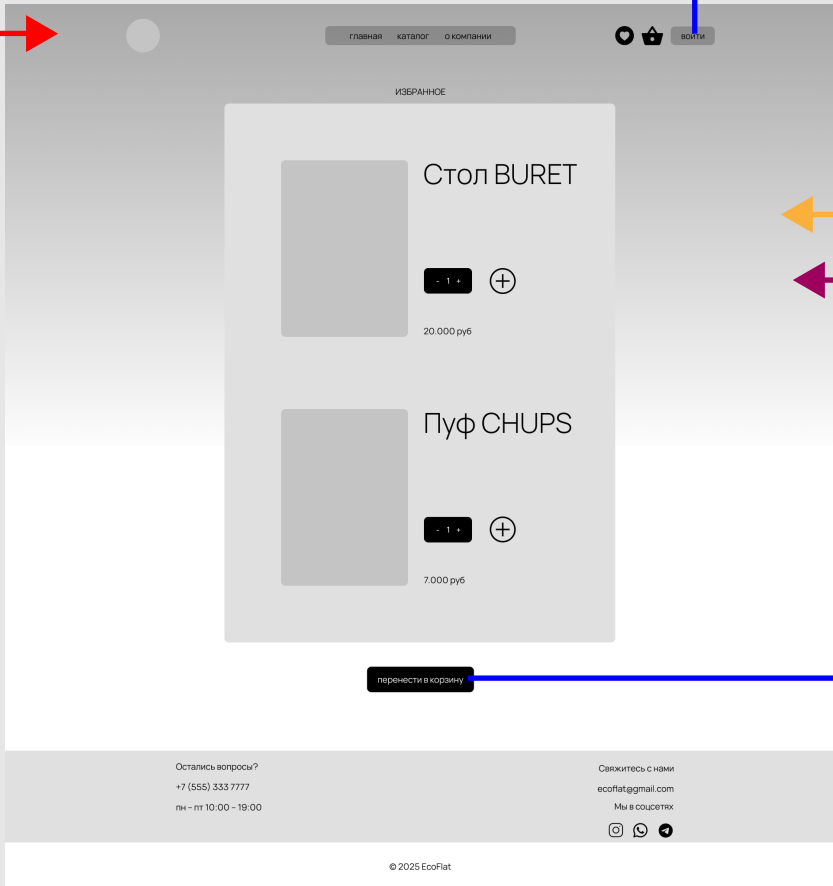 главная каталог о компании
войти
ИЗБРАННОЕ
Стол BURET
- 1 +
20.000 руб
Пуф CHUPS
- 1 +
7.000 руб
перенести в корзину
Остались вопросы?
+7 (555) 333 7777
пн – пт 10:00 – 19:00
Свяжитесь с нами
ecoflat@gmail.com
Мы в соцсетях
© 2025 EcoFlat